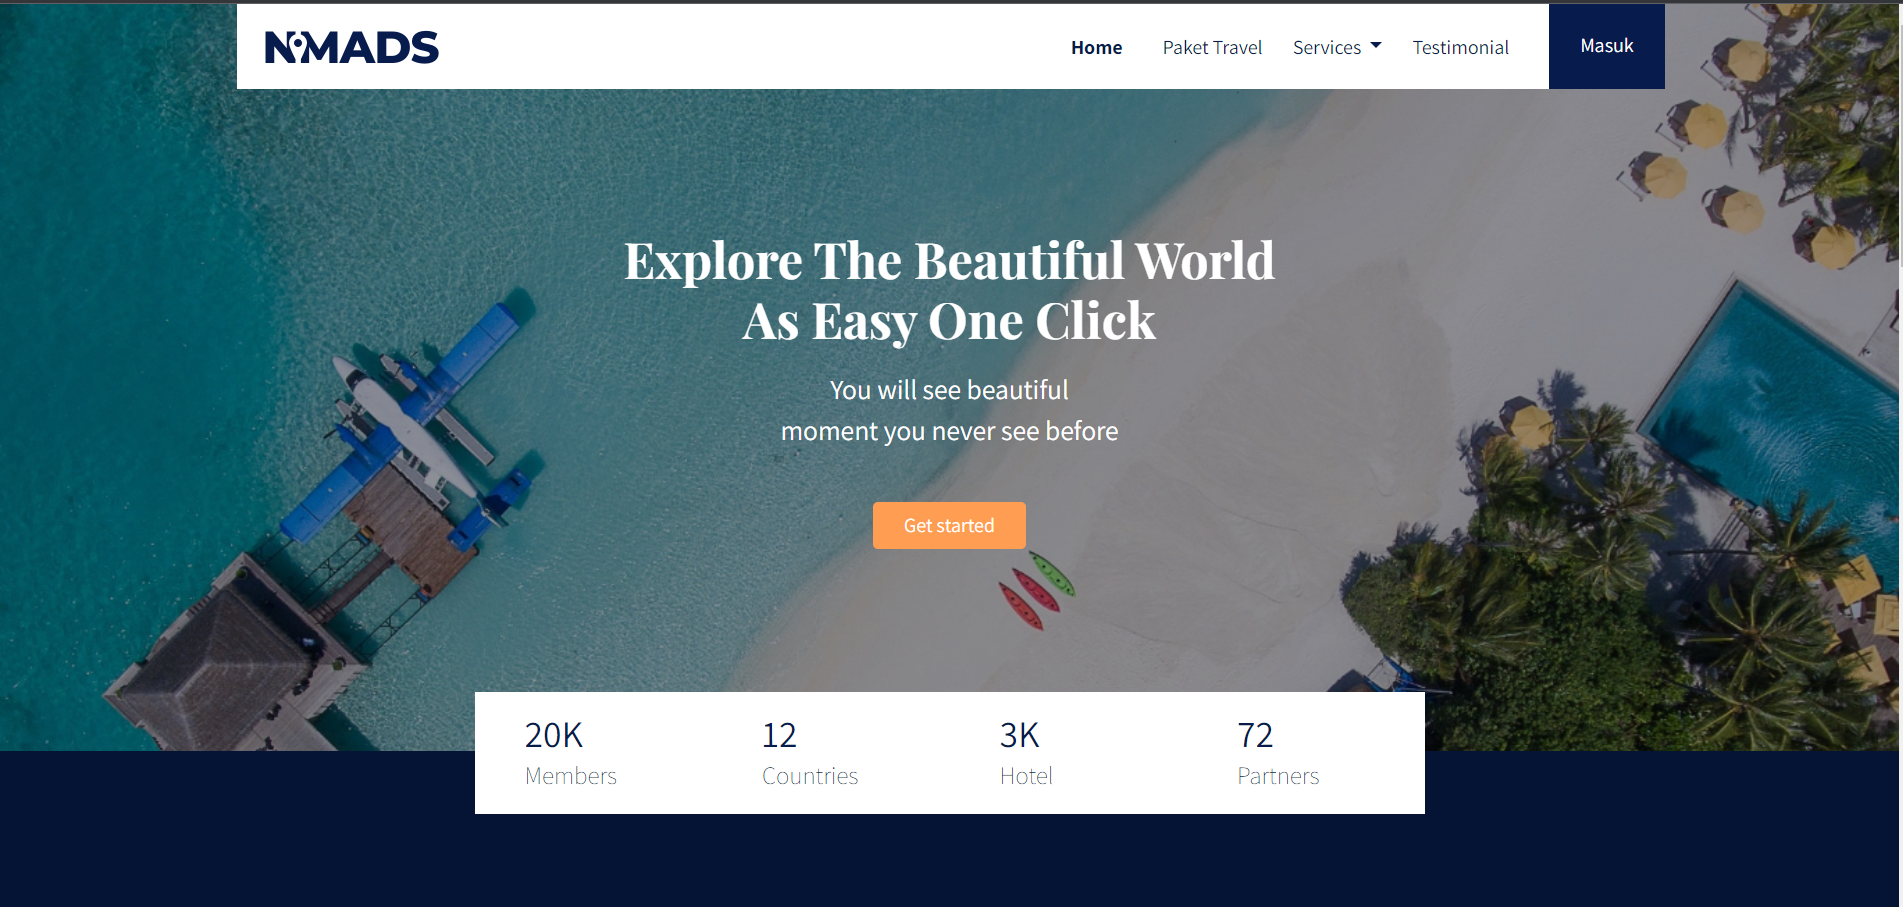 NOMADS
Home Paket Travel Services Testimonial Masuk
Explore The Beautiful World
As Easy One Click
You will see beautiful
moment you never see before
Get started
20K 12 3K 72
Members Countries Hotel Partners